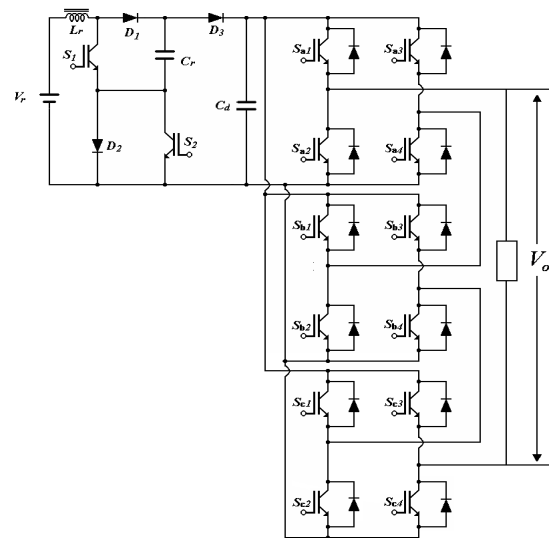 Lr
D1
D3
Sa1
Sa3
S1
Cr
Vr
Cd
S2
D2
Sa2
Sa4
Sb1
Sb3
Vo
Sb2
Sb4
Sc1
Sc3
Sc2
Sc4